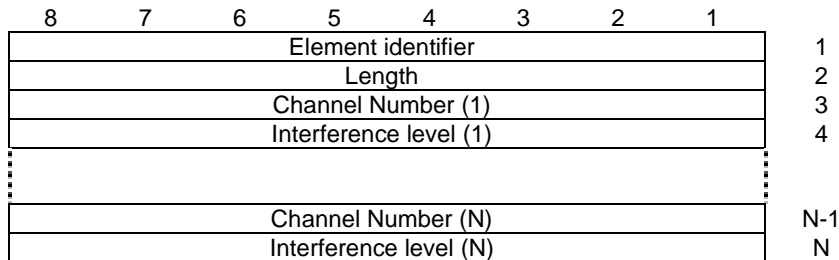 8 7 6 5 4 3 2 1
Element identifier 1
Length 2
Channel Number (1) 3
Interference level (1) 4
Channel Number (N) N-1
Interference level (N) N